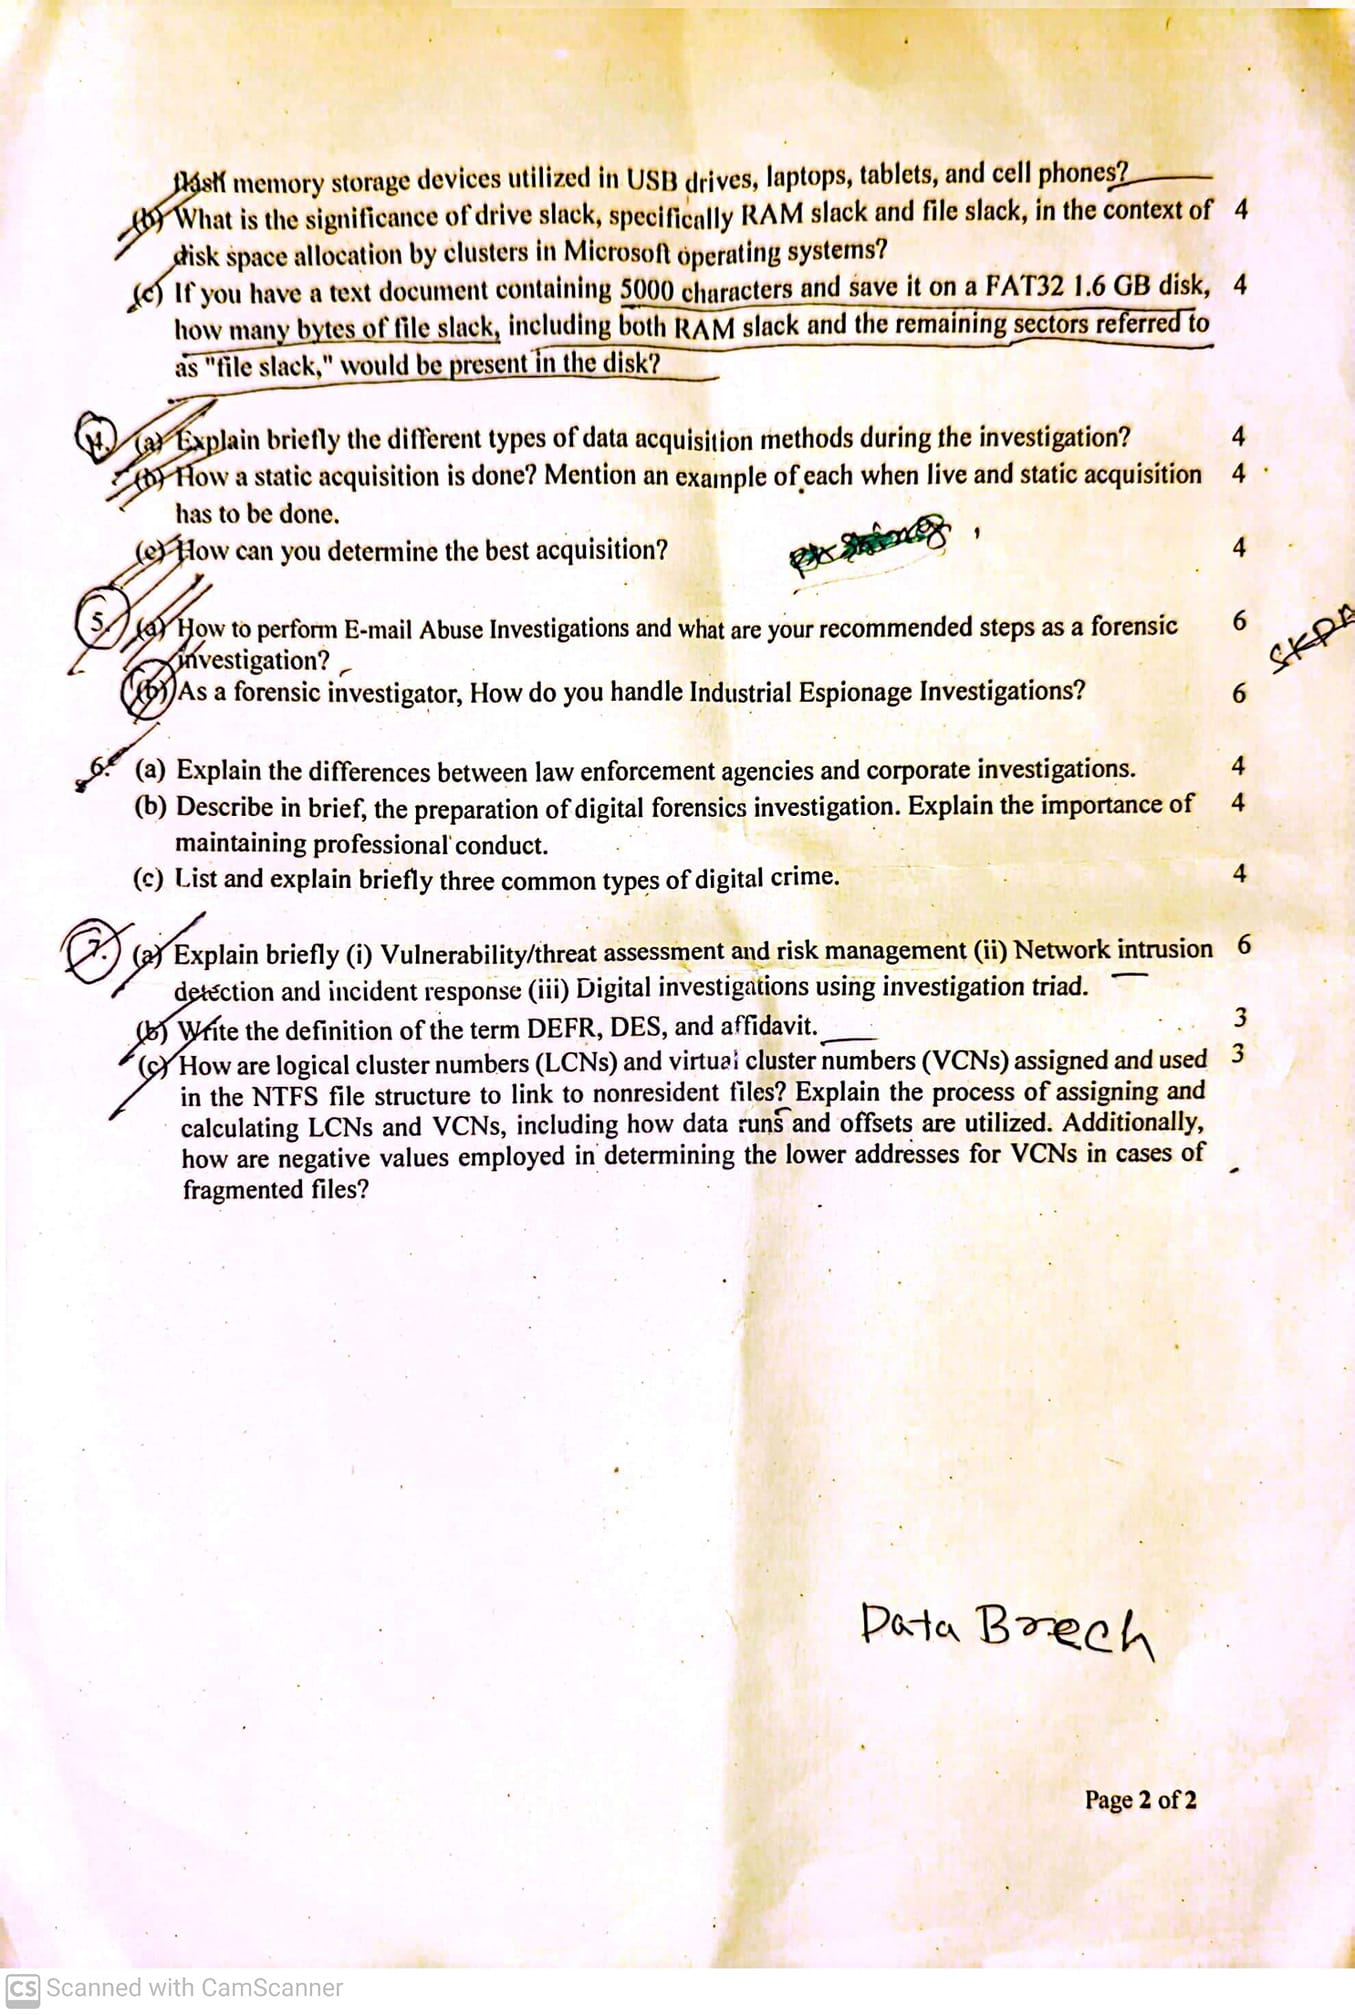 flash memory storage devices utilized in USB drives, laptops, tablets, and cell phones?
(b) What is the significance of drive slack, specifically RAM slack and file slack, in the context of 4
disk space allocation by clusters in Microsoft operating systems?
(c) If you have a text document containing 5000 characters and save it on a FAT32 1.6 GB disk, 4
how many bytes of file slack, including both RAM slack and the remaining sectors referred to
as "file slack," would be present in the disk?
4. (a) Explain briefly the different types of data acquisition methods during the investigation? 4
(b) How a static acquisition is done? Mention an example of each when live and static acquisition 4
has to be done.
(c) How can you determine the best acquisition? 4
5. (a) How to perform E-mail Abuse Investigations and what are your recommended steps as a forensic 6
investigation?
(b) As a forensic investigator, How do you handle Industrial Espionage Investigations? 6
6. (a) Explain the differences between law enforcement agencies and corporate investigations. 4
(b) Describe in brief, the preparation of digital forensics investigation. Explain the importance of 4
maintaining professional conduct.
(c) List and explain briefly three common types of digital crime. 4
7. (a) Explain briefly (i) Vulnerability/threat assessment and risk management (ii) Network intrusion 6
detection and incident response (iii) Digital investigations using investigation triad.
(b) Write the definition of the term DEFR, DES, and affidavit. 3
(c) How are logical cluster numbers (LCNs) and virtual cluster numbers (VCNs) assigned and used 3
in the NTFS file structure to link to nonresident files? Explain the process of assigning and
calculating LCNs and VCNs, including how data runs and offsets are utilized. Additionally,
how are negative values employed in determining the lower addresses for VCNs in cases of
fragmented files?
Data Brech
Page 2 of 2
CS Scanned with CamScanner